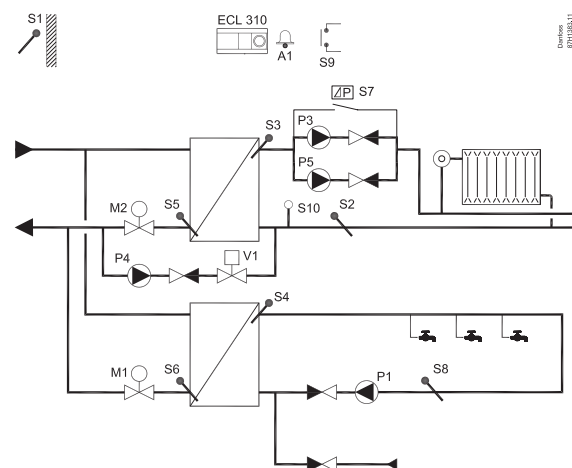 S1
ECL 310
A1
S9
Danfoss
87H1383.11
P S7
P3
S3
P5
M2
S5
S10
S2
P4
V1
S4
M1
S6
P1
S8